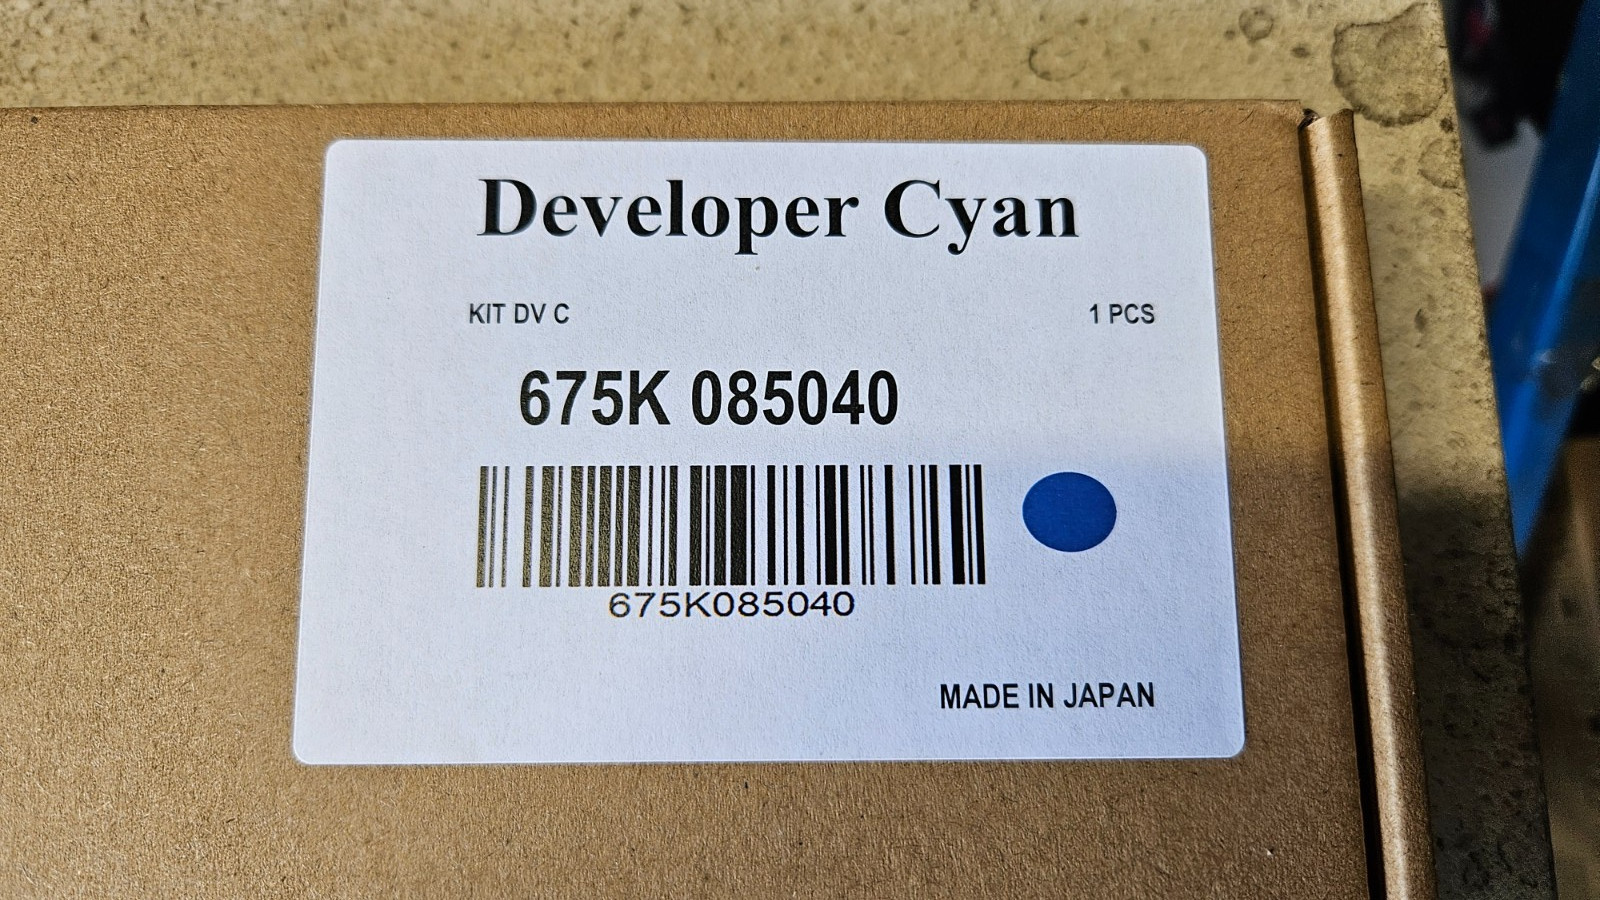 Developer Cyan
KIT DV C 1 PCS
675K 085040
675K085040
MADE IN JAPAN